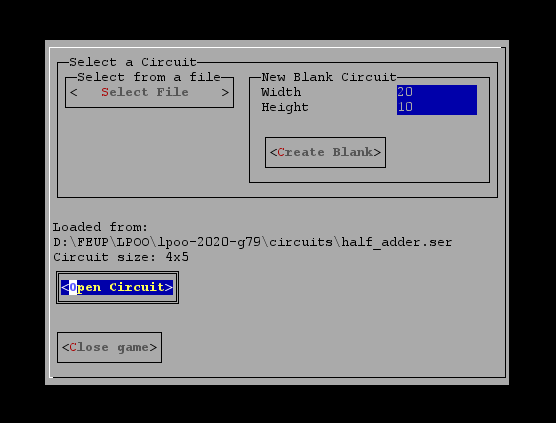 Select a Circuit
Select from a file
< Select File >
New Blank Circuit
Width 20
Height 10
<Create Blank>
Loaded from:
D:\FEUP\LPOO\lpoo-2020-g79\circuits\half_adder.ser
Circuit size: 4x5
<Open Circuit>
<Close game>